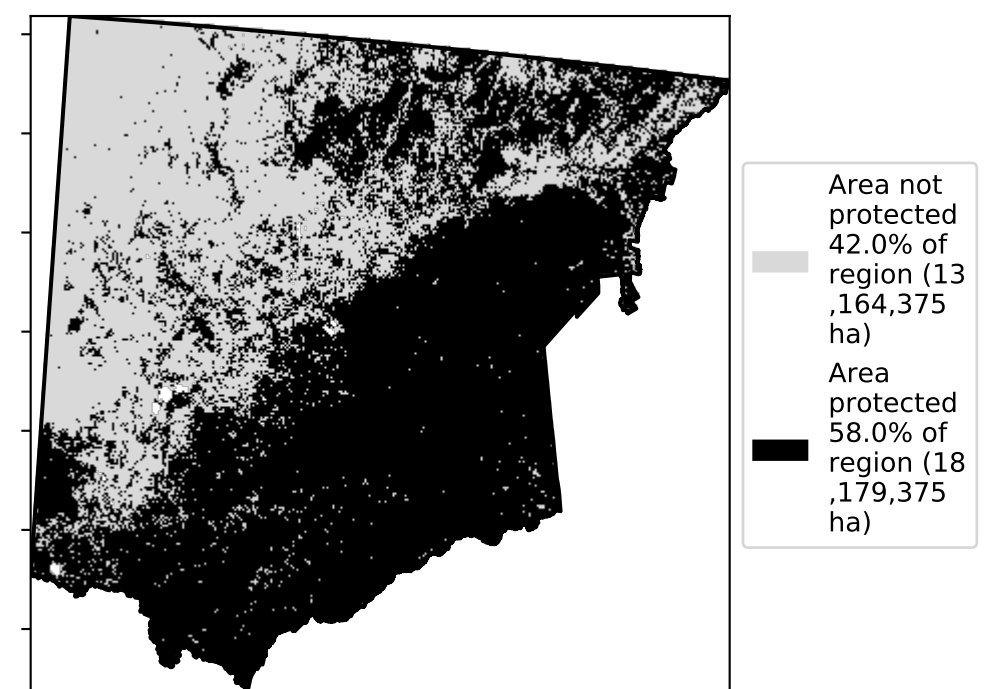 Area not
protected
42.0% of
region (13
,164,375
ha)
Area
protected
58.0% of
region (18
,179,375
ha)